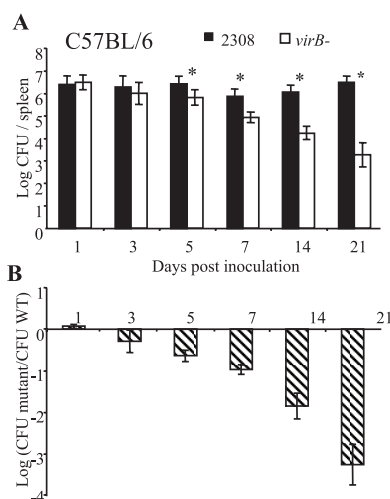 A
C57BL/6
2308
virB-
Log CFU / spleen
8
7
6
5
4
3
2
1
0
* * * *
1 3 5 7 14 21
Days post inoculation
B
Log (CFU mutant/CFU WT)
1
0
-1
-2
-3
-4
1 3 5 7 14 21